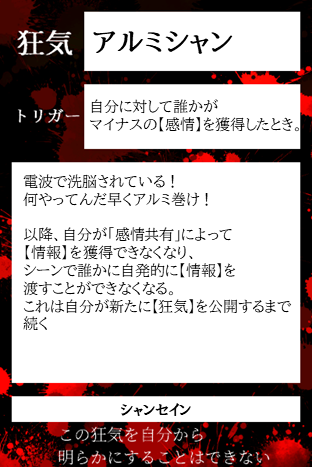 狂気 アルミシャン
トリガー
自分に対して誰かが
マイナスの【感情】を獲得したとき。
電波で洗脳されている！
何やってんだ早くアルミ巻け！
以降、自分が「感情共有」によって
【情報】を獲得できなくなり、
シーンで誰かに自発的に【情報】を
渡すことができなくなる。
これは自分が新たに【狂気】を公開するまで
続く
シャンセイン
この狂気を自分から
明らかにすることはできない